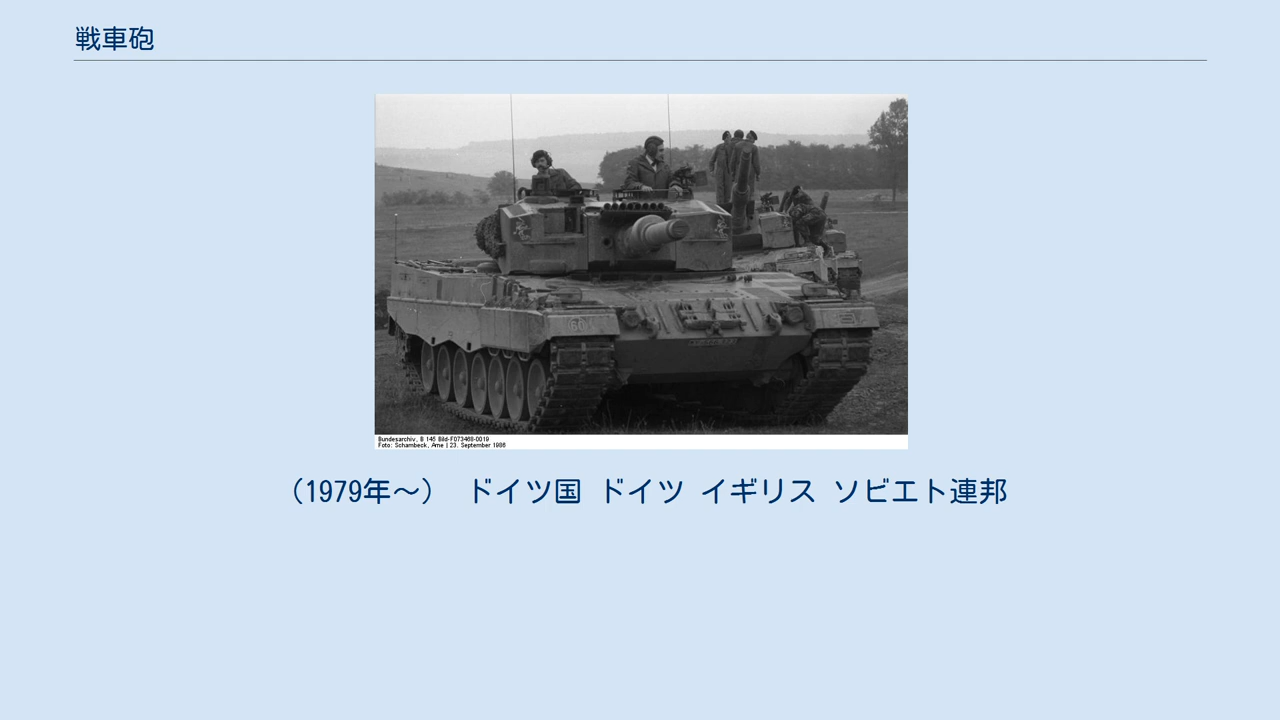 戦車砲
Bundesarchiv, B 145 Bild-F073468-0019
Foto: Schambeck, Arne | 23. September 1986
（1979年～） ドイツ国 ドイツ イギリス ソビエト連邦